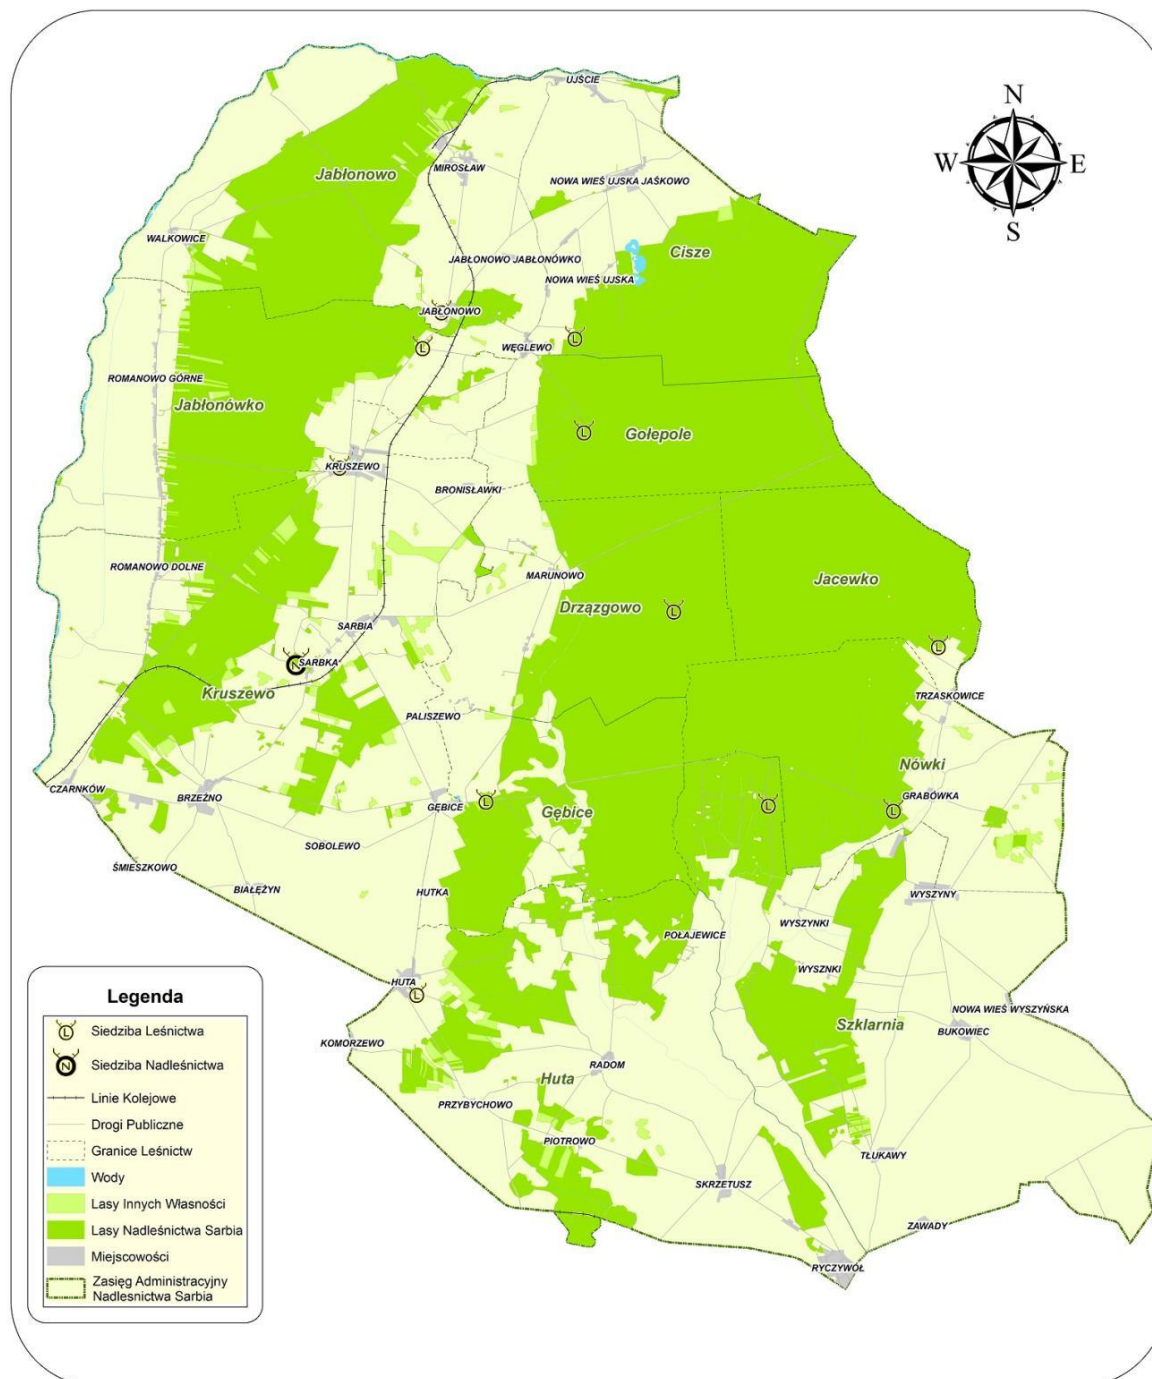 UJŚCIE
N
W
E
S
MIROSŁAW
Jabłonowo
NOWA WIEŚ UJSKA JAŚKOWO
WALKOWICE
Cisze
JABŁONOWO JABŁONÓWKO
NOWA WIEŚ UJSKA
JABŁONOWO
L
L
WĘGLEWO
L
ROMANOWO GÓRNE
Jabłonówko
L
Gołepole
KRUSZEWO
L
BRONISŁAWKI
ROMANOWO DOLNE
MARUNOWO
Jacewko
Drzązgowo
L
SARBIA
L
N
SARBKA
Kruszewo
TRZASKOWICE
PALISZEWO
Nówki
CZARNKÓW
BRZEŹNO
GRABÓWKA
GĘBICE
L
Gębice
L
L
SOBOLEWO
ŚMIESZKOWO
BIAŁĘŻYN
HUTKA
WYSZYNY
WYSZYNKI
POŁAJEWICE
WYSZNKI
HUTA
L
NOWA WIEŚ WYSZYŃSKA
Szklarnia
BUKOWIEC
KOMORZEWO
RADOM
Huta
PRZYBYCHOWO
PIOTROWO
TŁUKAWY
SKRZETUSZ
ZAWADY
RYCZYWÓŁ
Legenda
L Siedziba Leśnictwa
N Siedziba Nadleśnictwa
Linie Kolejowe
Drogi Publiczne
Granice Leśnictw
Wody
Lasy Innych Własności
Lasy Nadleśnictwa Sarbia
Miejscowości
Zasięg Administracyjny
Nadlesnictwa Sarbia